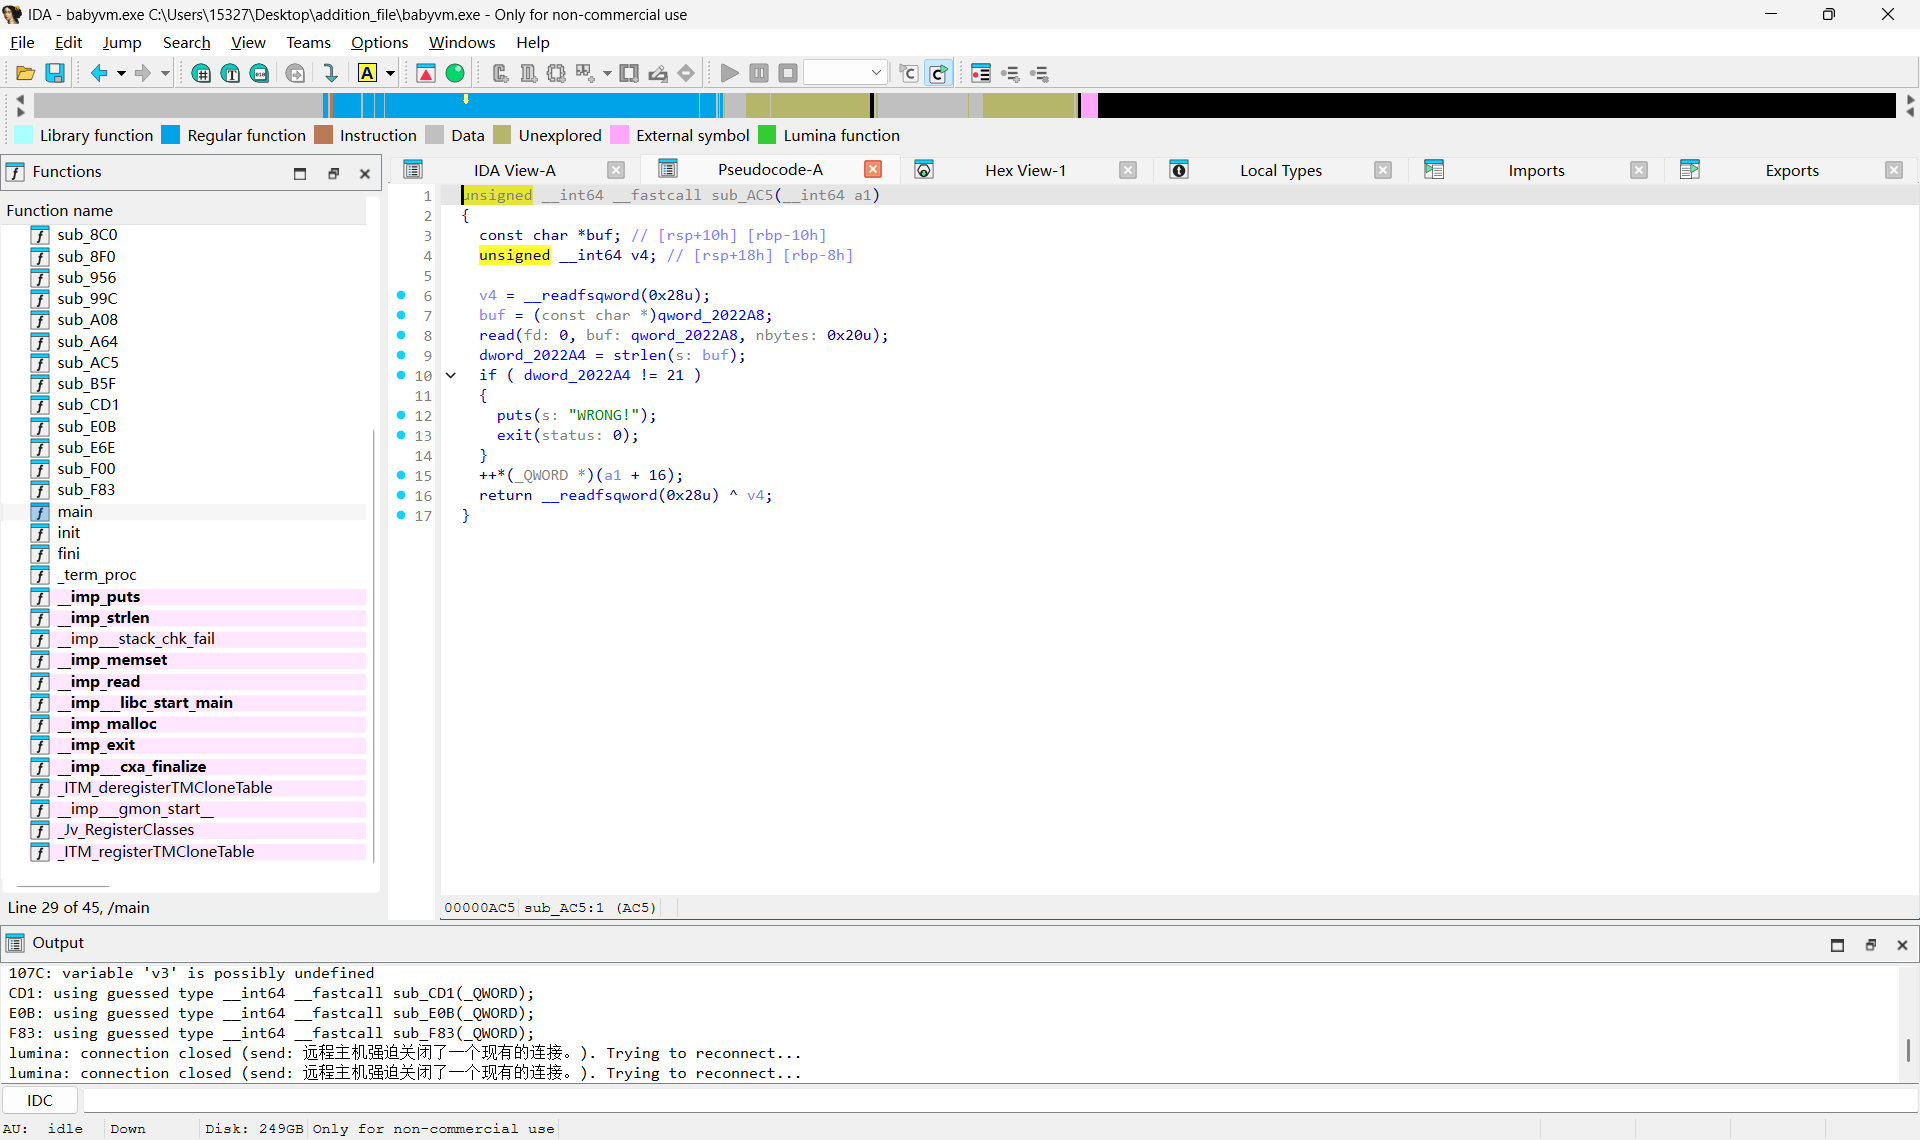 IDA - babyvm.exe C:\Users\15327\Desktop\addition_file\babyvm.exe - Only for non-commercial use
File Edit Jump Search View Teams Options Windows Help
Library function Regular function Instruction Data Unexplored External symbol Lumina function
Functions
IDA View-A Pseudocode-A Hex View-1 Local Types Imports Exports
Function name
sub_8C0
sub_8F0
sub_956
sub_99C
sub_A08
sub_A64
sub_AC5
sub_B5F
sub_CD1
sub_E0B
sub_E6E
sub_F00
sub_F83
main
init
fini
_term_proc
__imp_puts
__imp_strlen
__imp___stack_chk_fail
__imp_memset
__imp_read
__imp___libc_start_main
__imp_malloc
__imp_exit
__imp___cxa_finalize
_ITM_deregisterTMCloneTable
__imp___gmon_start__
_Jv_RegisterClasses
_ITM_registerTMCloneTable
Line 29 of 45, /main
1 unsigned __int64 __fastcall sub_AC5(__int64 a1)
2 {
3 const char *buf; // [rsp+10h] [rbp-10h]
4 unsigned __int64 v4; // [rsp+18h] [rbp-8h]
5
6 v4 = __readfsqword(0x28u);
7 buf = (const char *)qword_2022A8;
8 read(fd: 0, buf: qword_2022A8, nbytes: 0x20u);
9 dword_2022A4 = strlen(s: buf);
10 if ( dword_2022A4 != 21 )
11 {
12 puts(s: "WRONG!");
13 exit(status: 0);
14 }
15 ++*(_QWORD *)(a1 + 16);
16 return __readfsqword(0x28u) ^ v4;
17 }
00000AC5 sub_AC5:1 (AC5)
Output
107C: variable 'v3' is possibly undefined
CD1: using guessed type __int64 __fastcall sub_CD1(_QWORD);
E0B: using guessed type __int64 __fastcall sub_E0B(_QWORD);
F83: using guessed type __int64 __fastcall sub_F83(_QWORD);
lumina: connection closed (send: 远程主机强迫关闭了一个现有的连接。). Trying to reconnect...
lumina: connection closed (send: 远程主机强迫关闭了一个现有的连接。). Trying to reconnect...
IDC
AU: idle Down Disk: 249GB Only for non-commercial use